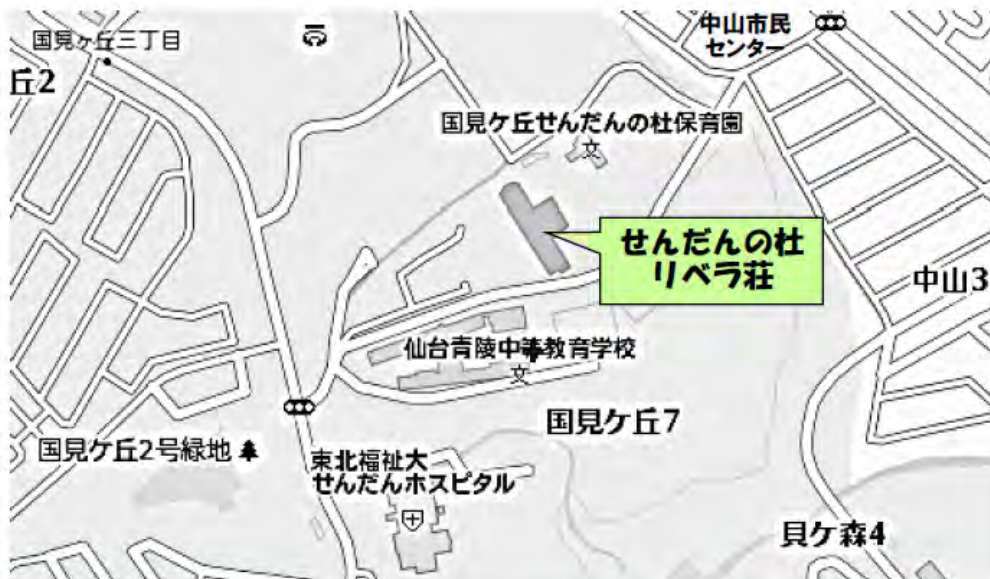 国見ヶ丘三丁目
中山市民
センター
丘2
国見ケ丘せんだんの杜保育園
文
せんだんの杜
リベラ荘
中山3
仙台青陵中等教育学校
文
国見ケ丘7
国見ケ丘2号緑地
東北福祉大
せんだんホスピタル
貝ケ森4